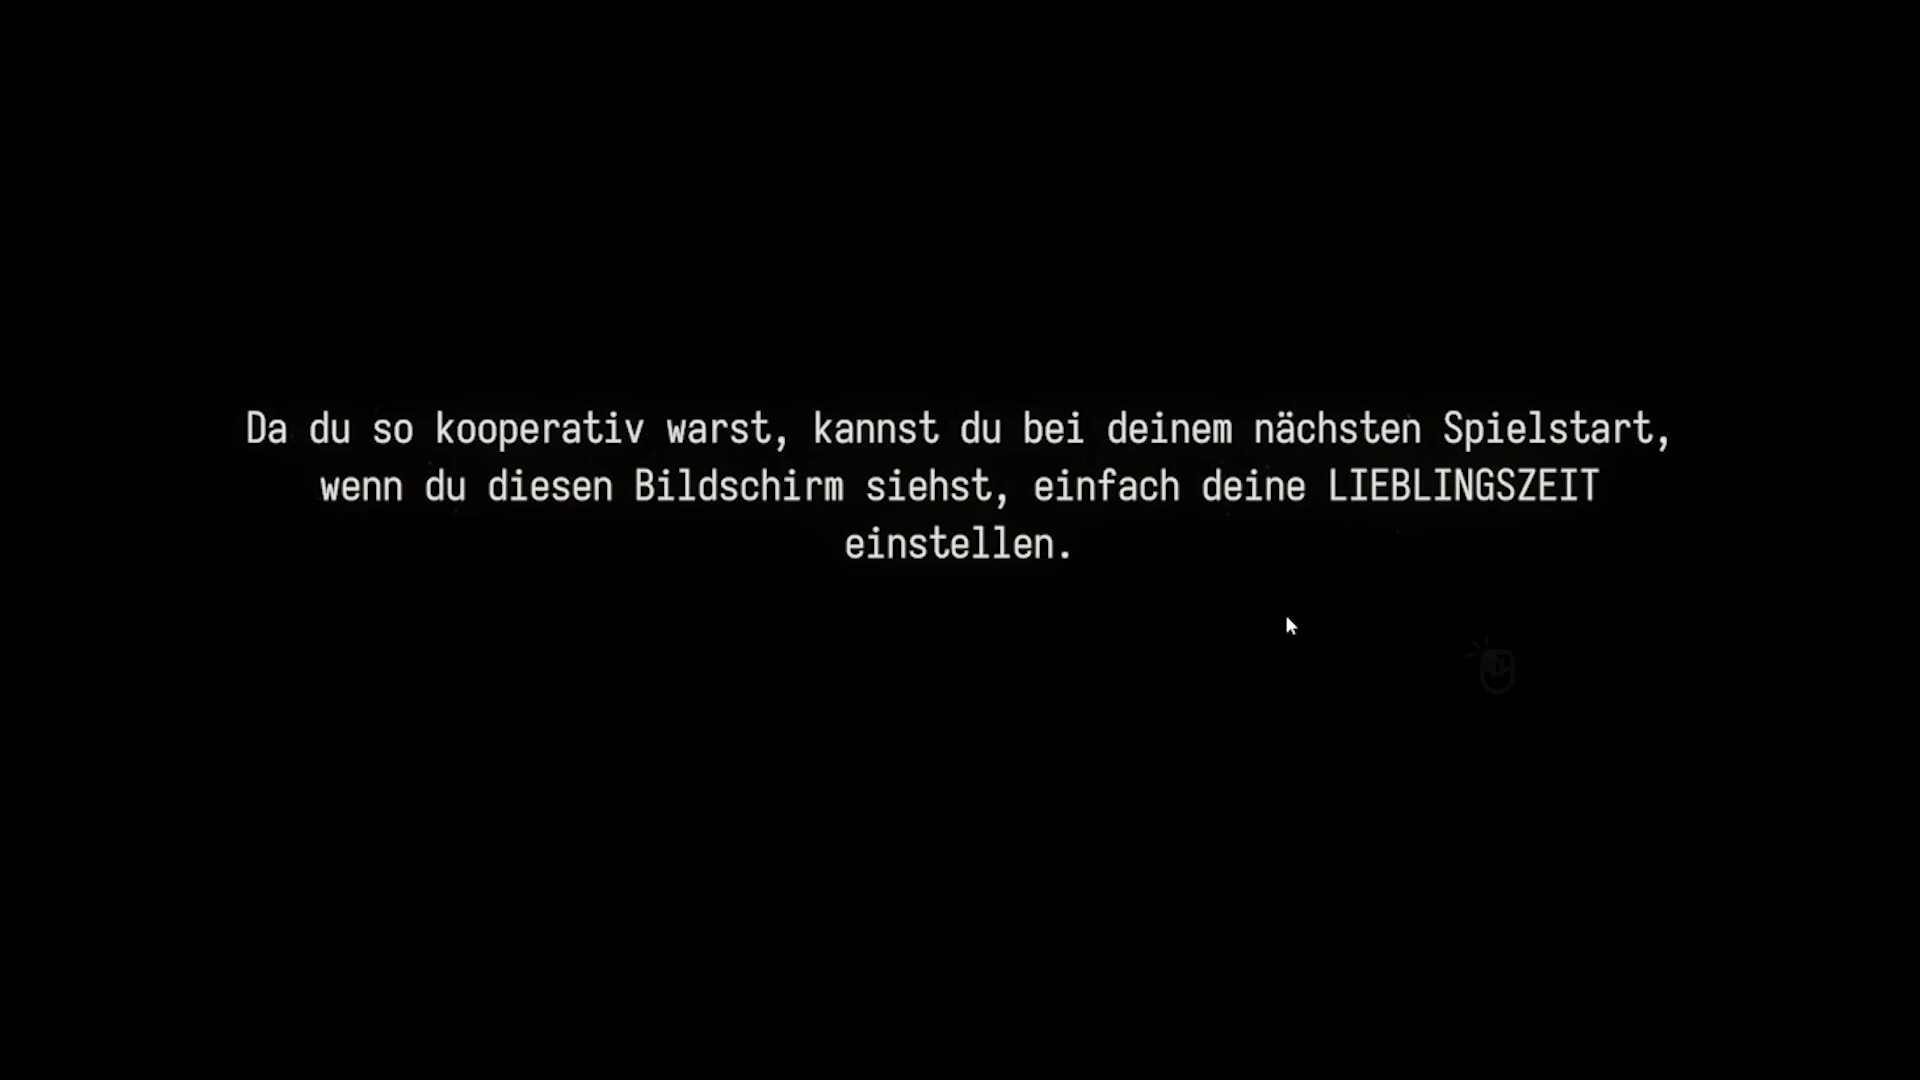 Da du so kooperativ warst, kannst du bei deinem nächsten Spielstart,
wenn du diesen Bildschirm siehst, einfach deine LIEBLINGSZEIT
einstellen.